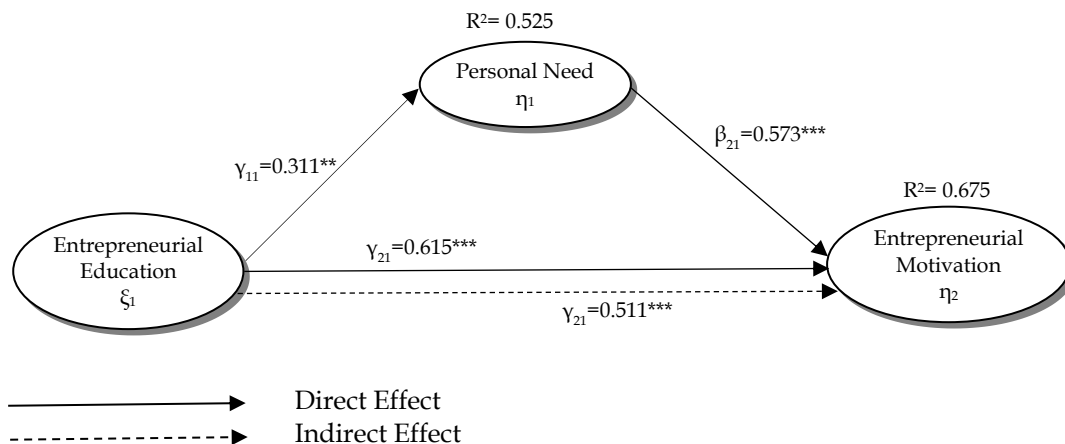 R²= 0.525
Personal Need
η₁
γ₁₁=0.311**
β₂₁=0.573***
R²= 0.675
Entrepreneurial
Education
ξ₁
γ₂₁=0.615***
γ₂₁=0.511***
Entrepreneurial
Motivation
η₂
Direct Effect
Indirect Effect